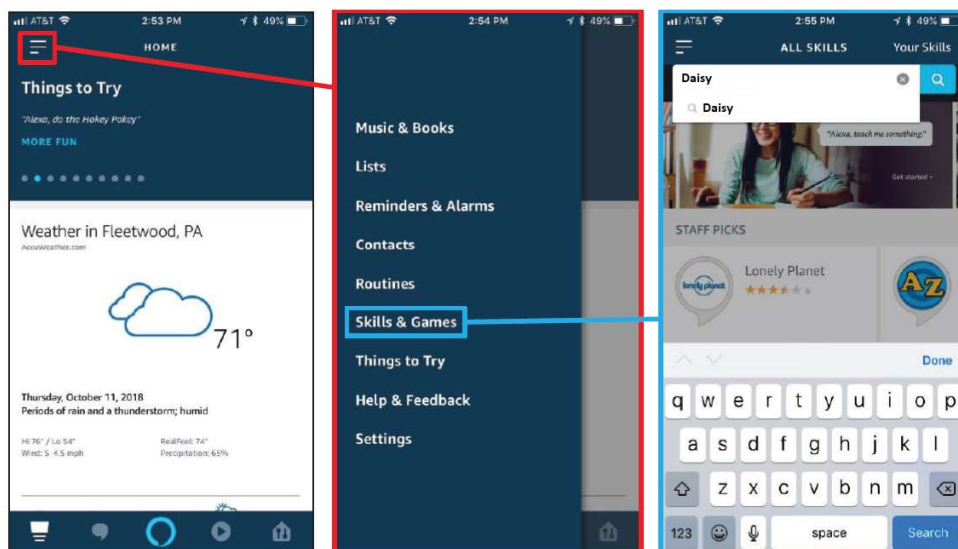 AT&T 2:53 PM 49%
HOME
Things to Try
"Alexa, do the Hokey Pokey"
MORE FUN
Weather in Fleetwood, PA
AccuWeather.com
71°
Thursday, October 11, 2018
Periods of rain and a thunderstorm; humid
Hi 76° / Lo 54° RealFeel: 74°
Wind: S 4.5 mph Precipitation: 65%
AT&T 2:54 PM 49%
Music & Books
Lists
Reminders & Alarms
Contacts
Routines
Skills & Games
Things to Try
Help & Feedback
Settings
AT&T 2:55 PM 49%
ALL SKILLS Your Skills
Daisy
Daisy
"Alexa, teach me something."
Get started ›
STAFF PICKS
lonely planet
Lonely Planet
AZ
Done
q w e r t y u i o p
a s d f g h j k l
z x c v b n m
123 space Search